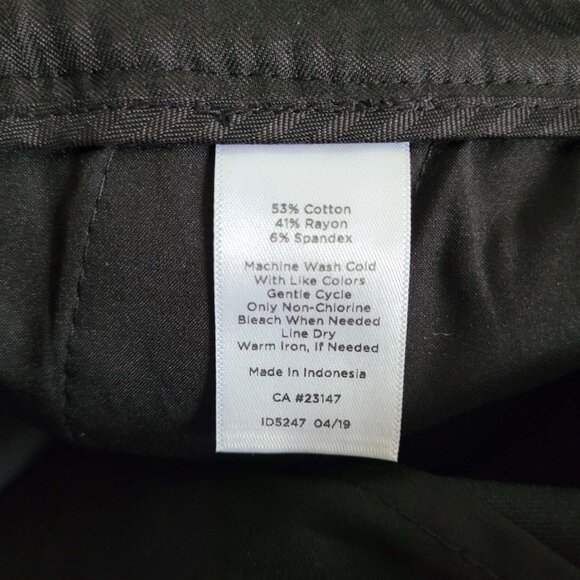 53% Cotton
41% Rayon
6% Spandex
Machine Wash Cold
With Like Colors
Gentle Cycle
Only Non-Chlorine
Bleach When Needed
Line Dry
Warm Iron, If Needed
Made In Indonesia
CA #23147
ID5247 04/19